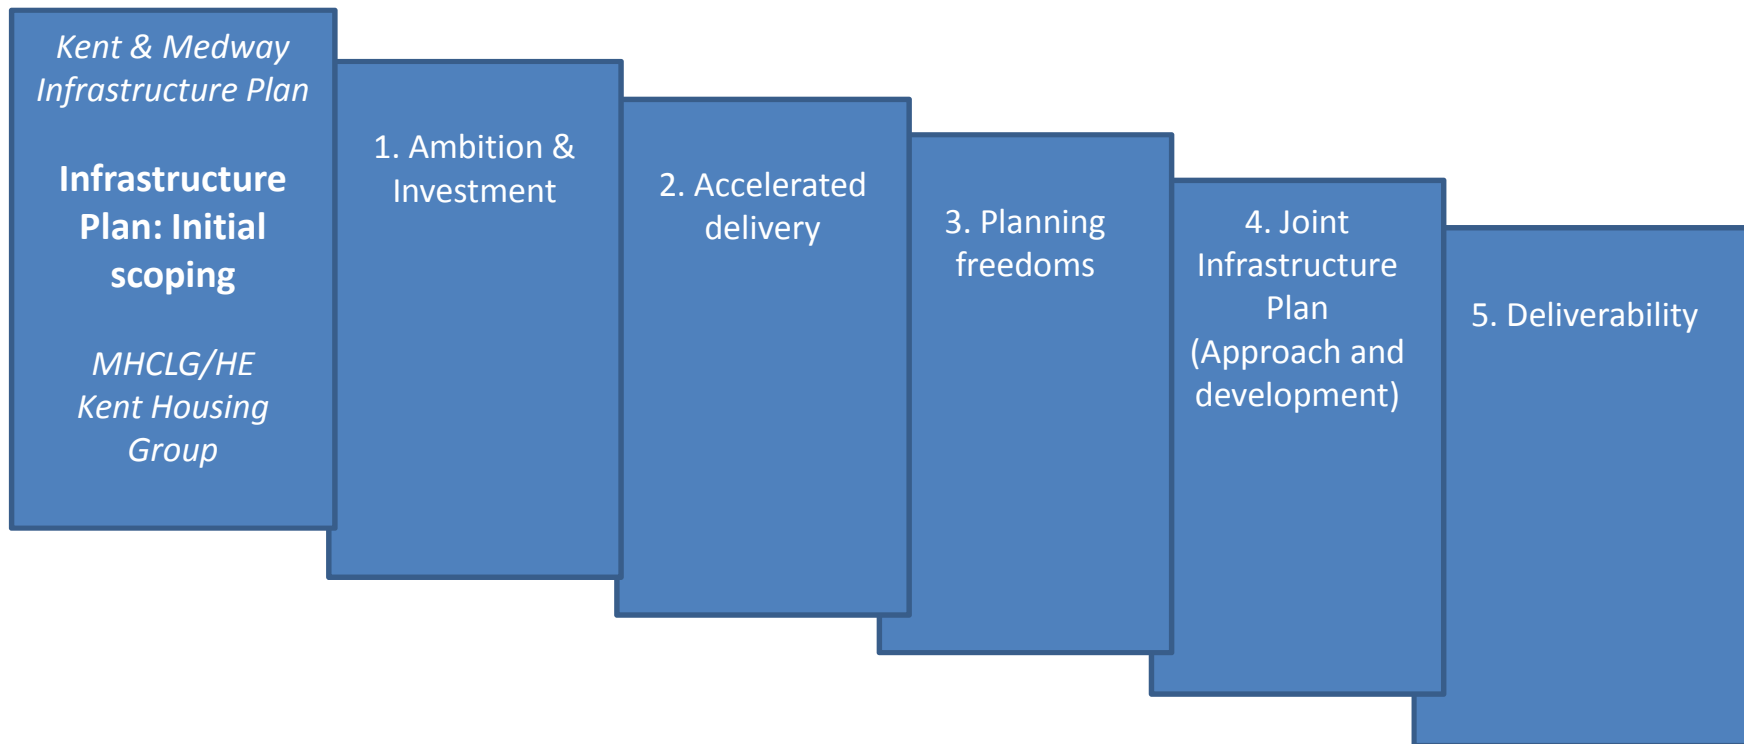 Kent & Medway
Infrastructure Plan
Infrastructure
Plan: Initial
scoping
MHCLG/HE
Kent Housing
Group
1. Ambition &
Investment
2. Accelerated
delivery
3. Planning
freedoms
4. Joint
Infrastructure
Plan
(Approach and
development)
5. Deliverability